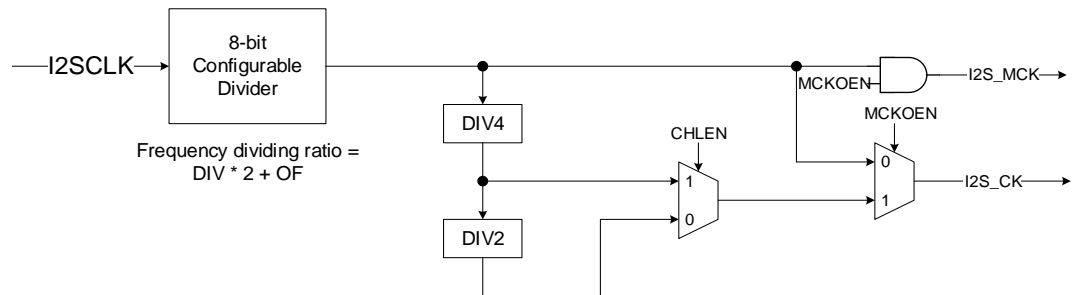 I2SCLK
8-bit
Configurable
Divider
Frequency dividing ratio =
DIV * 2 + OF
DIV4
DIV2
CHLEN
1
0
MCKOEN
I2S_MCK
MCKOEN
0
1
I2S_CK